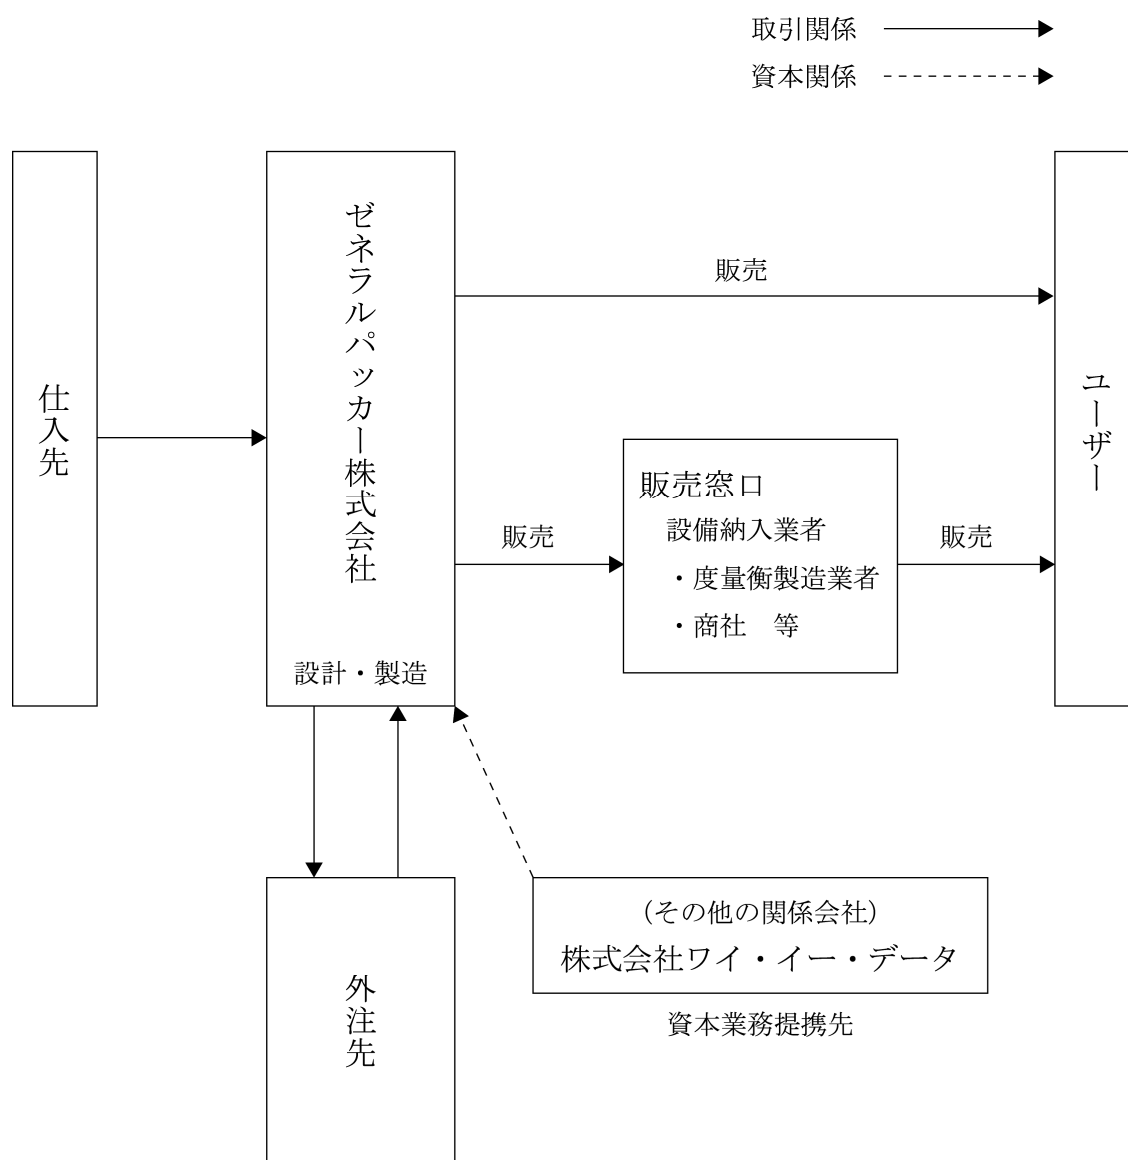 取引関係
資本関係
仕入先
ゼネラルパッカー株式会社
設計・製造
販売
販売
販売窓口
設備納入業者
・度量衡製造業者
・商社　等
販売
ユーザー
外注先
（その他の関係会社）
株式会社ワイ・イー・データ
資本業務提携先